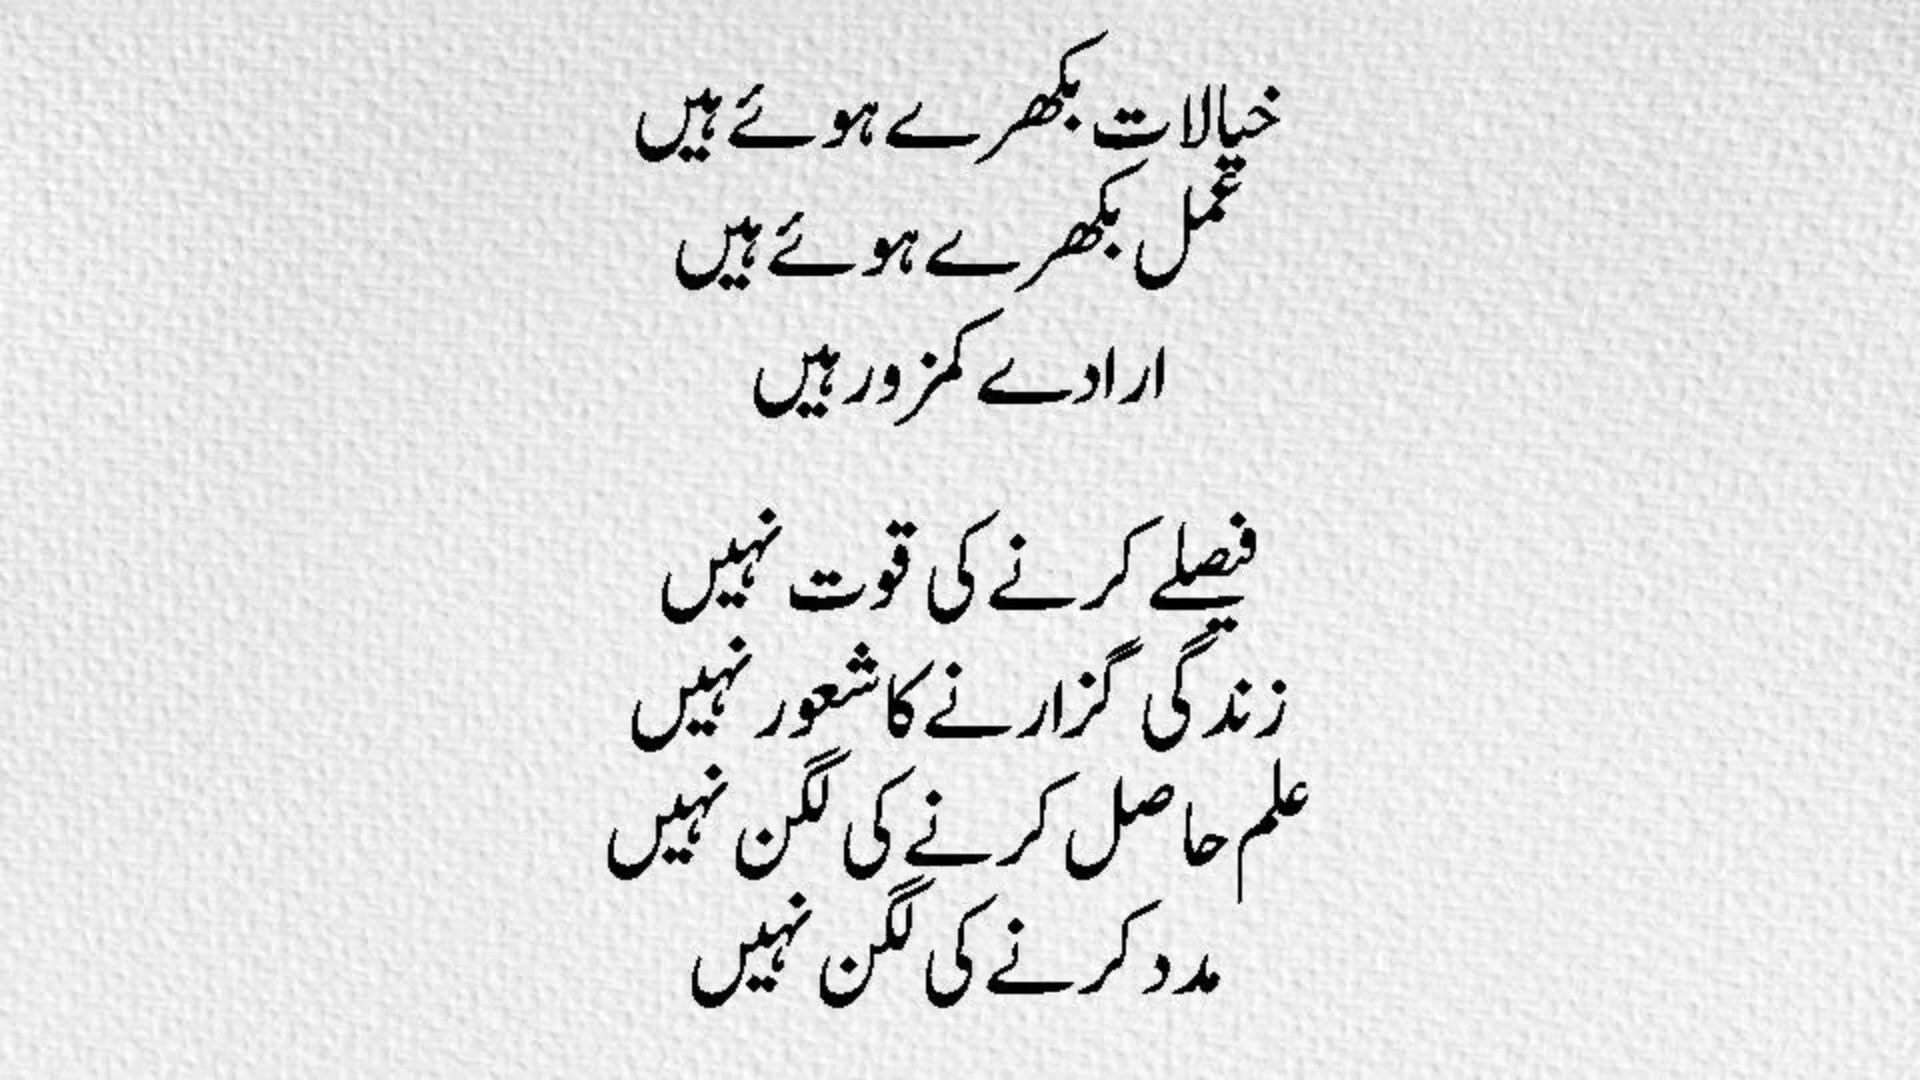 خیالات بکھرے ہوئے ہیں
عمل بکھرے ہوئے ہیں
ارادے کمزور ہیں
فیصلے کرنے کی قوت نہیں
زندگی گزارنے کا شعور نہیں
علم حاصل کرنے کی لگن نہیں
مدد کرنے کی لگن نہیں